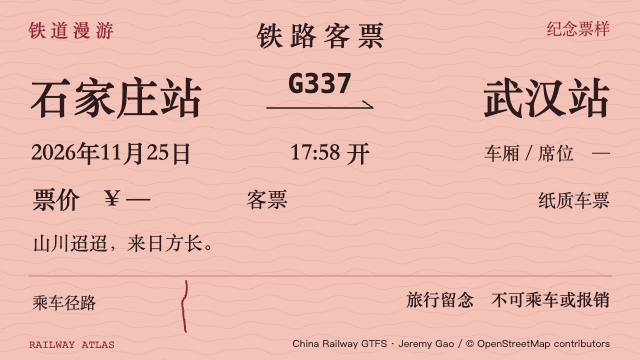 铁道漫游 铁路客票 纪念票样
石家庄站 G337 武汉站
2026年11月25日 17:58 开 车厢 / 席位 —
票价 ¥ — 客票 纸质车票
山川迢迢，来日方长。
乘车径路 旅行留念 不可乘车或报销
RAILWAY ATLAS China Railway GTFS · Jeremy Gao / © OpenStreetMap contributors